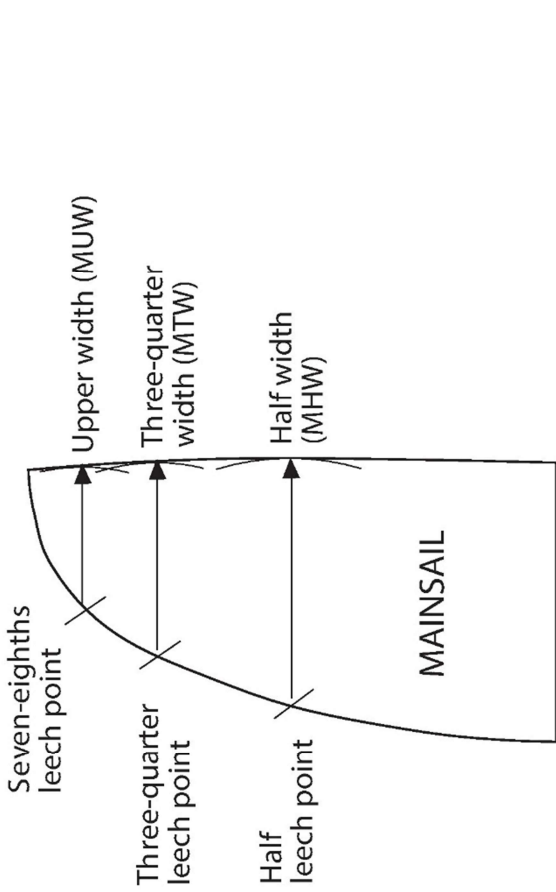 Seven-eighths
leech point
Upper width (MUW)
Three-quarter
leech point
Three-quarter
width (MTW)
Half
leech point
Half width
(MHW)
MAINSAIL